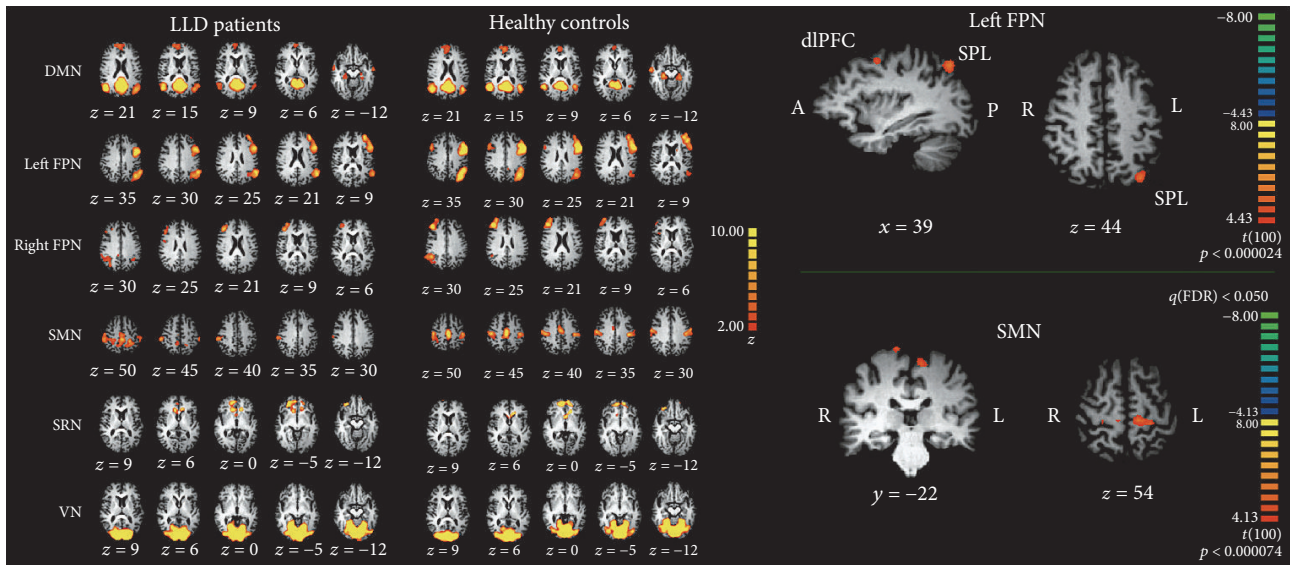 LLD patients
Healthy controls
DMN
z = 21 z = 15 z = 9 z = 6 z = −12
z = 21 z = 15 z = 9 z = 6 z = −12
Left FPN
z = 35 z = 30 z = 25 z = 21 z = 9
z = 35 z = 30 z = 25 z = 21 z = 9
Right FPN
z = 30 z = 25 z = 21 z = 9 z = 6
z = 30 z = 25 z = 21 z = 9 z = 6
SMN
z = 50 z = 45 z = 40 z = 35 z = 30
z = 50 z = 45 z = 40 z = 35 z = 30
SRN
z = 9 z = 6 z = 0 z = −5 z = −12
z = 9 z = 6 z = 0 z = −5 z = −12
VN
z = 9 z = 6 z = 0 z = −5 z = −12
z = 9 z = 6 z = 0 z = −5 z = −12
10.00
2.00
z
Left FPN
dlPFC
SPL
A
P
R
L
SPL
x = 39
z = 44
−8.00
−4.43
8.00
4.43
t(100)
p < 0.000024
q(FDR) < 0.050
SMN
R
L
R
L
y = −22
z = 54
−8.00
−4.13
8.00
4.13
t(100)
p < 0.000074